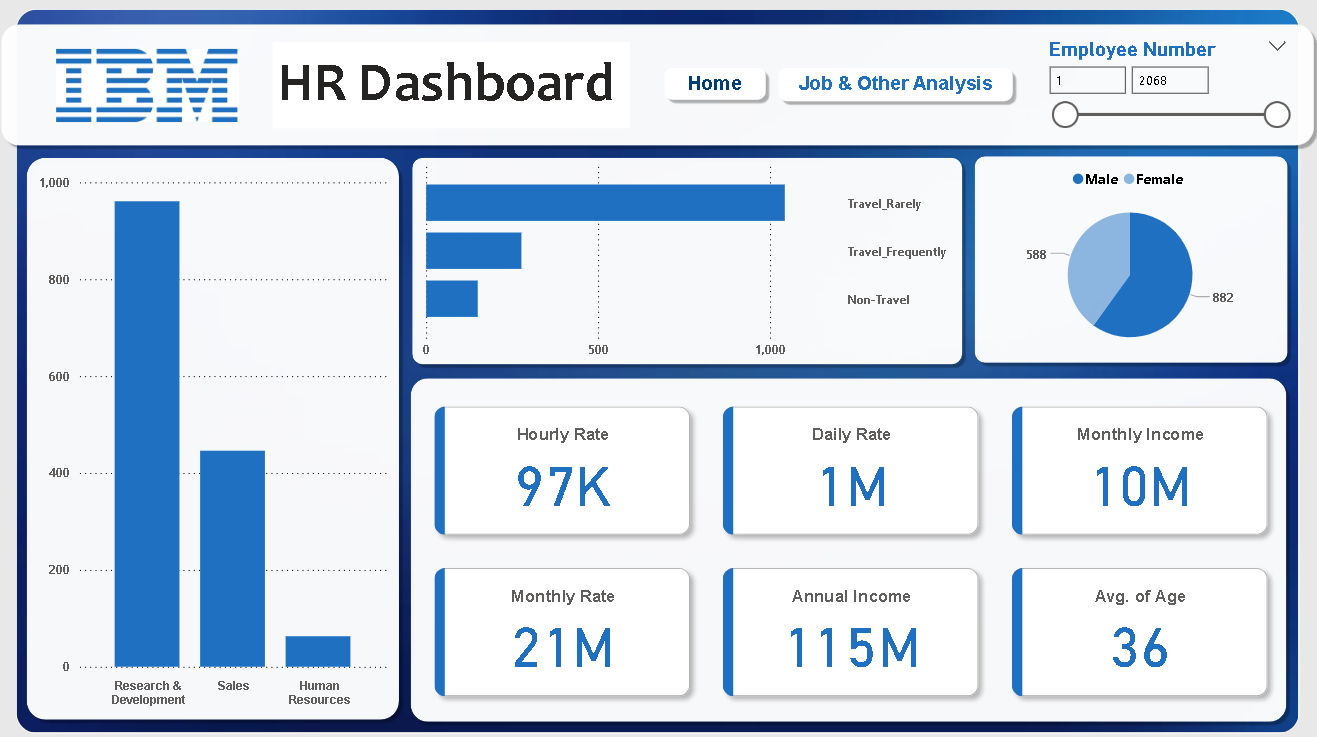 IBM
HR Dashboard
Home
Job & Other Analysis
Employee Number
1
2068
1,000
800
600
400
200
0
Research &
Development
Sales
Human
Resources
Travel_Rarely
Travel_Frequently
Non-Travel
0
500
1,000
Male
Female
588
882
Hourly Rate
97K
Daily Rate
1M
Monthly Income
10M
Monthly Rate
21M
Annual Income
115M
Avg. of Age
36